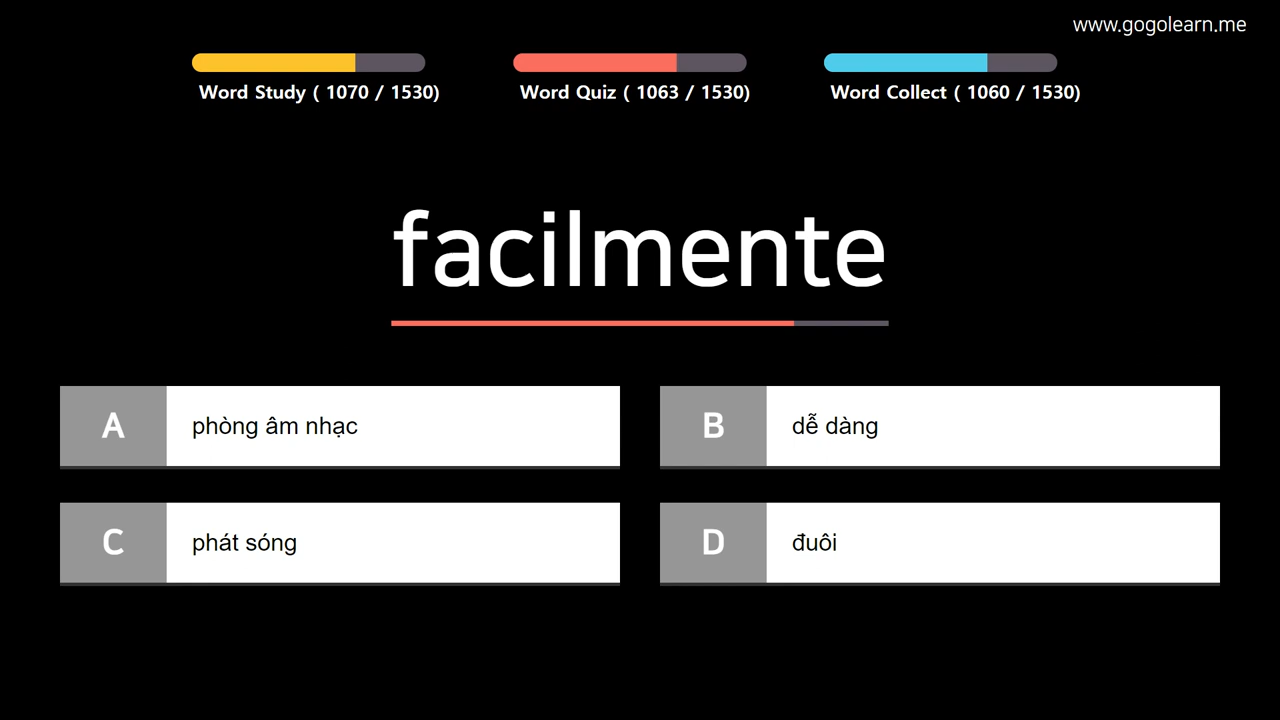 www.gogolearn.me
Word Study ( 1070 / 1530)
Word Quiz ( 1063 / 1530)
Word Collect ( 1060 / 1530)
facilmente
A phòng âm nhạc
B dễ dàng
C phát sóng
D đuôi